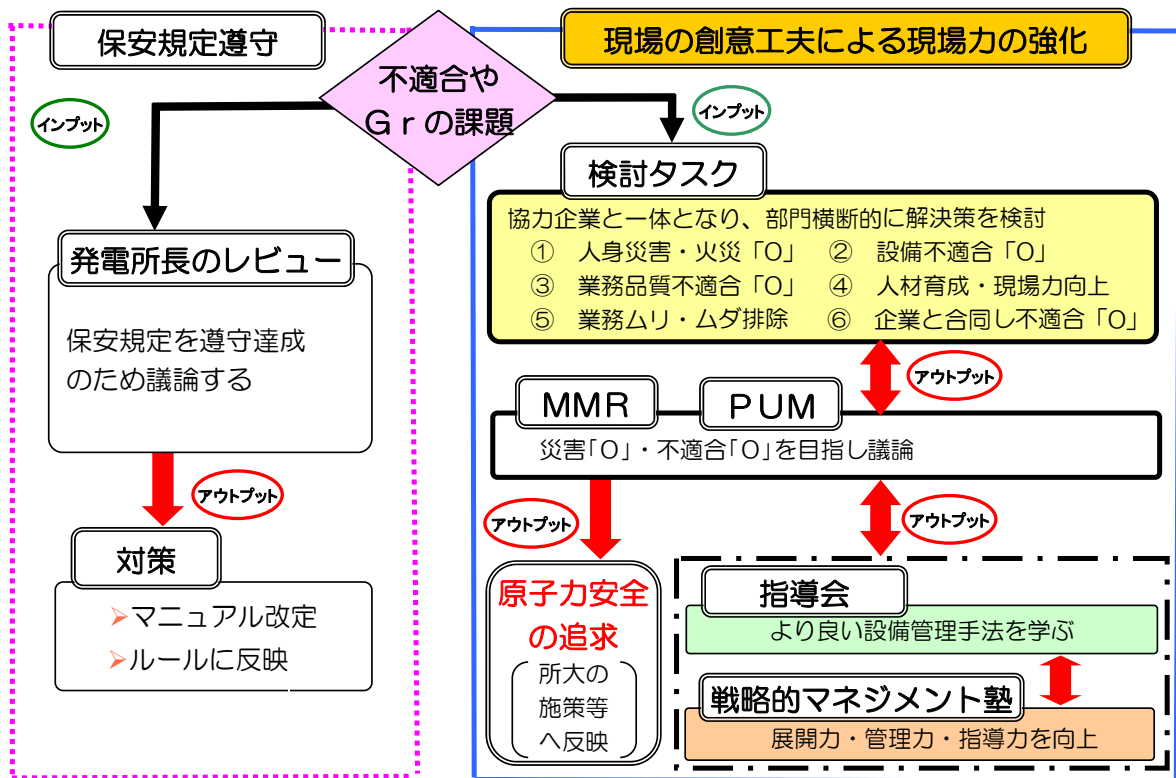 保安規定遵守
現場の創意工夫による現場力の強化
不適合や
Ｇｒの課題
インプット
インプット
発電所長のレビュー
保安規定を遵守達成
のため議論する
アウトプット
対策
➢マニュアル改定
➢ルールに反映
検討タスク
協力企業と一体となり、部門横断的に解決策を検討
① 人身災害・火災「Ｏ」 ② 設備不適合「Ｏ」
③ 業務品質不適合「Ｏ」 ④ 人材育成・現場力向上
⑤ 業務ムリ・ムダ排除 ⑥ 企業と合同し不適合「Ｏ」
アウトプット
ＭＭＲ
ＰＵＭ
災害「Ｏ」・不適合「Ｏ」を目指し議論
アウトプット
アウトプット
原子力安全
の追求
所大の
施策等
へ反映
指導会
より良い設備管理手法を学ぶ
戦略的マネジメント塾
展開力・管理力・指導力を向上